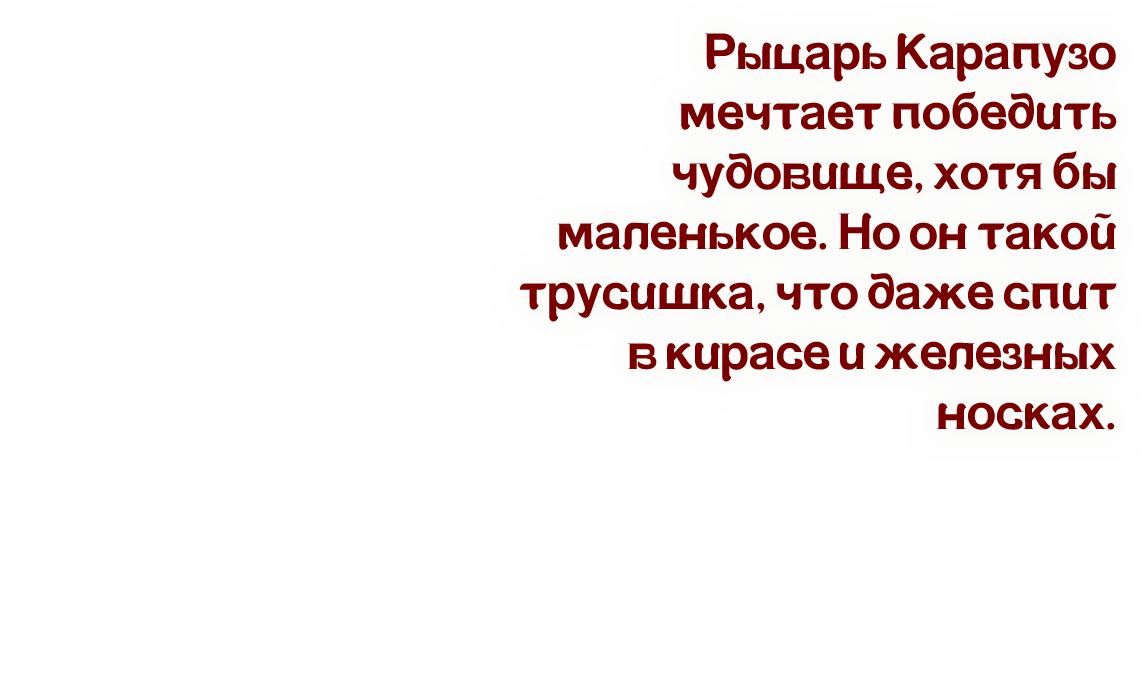 Рыцарь Карапузо
мечтает победить
чудовище, хотя бы
маленькое. Но он такой
трусишка, что даже спит
в кирасе и железных
носках.